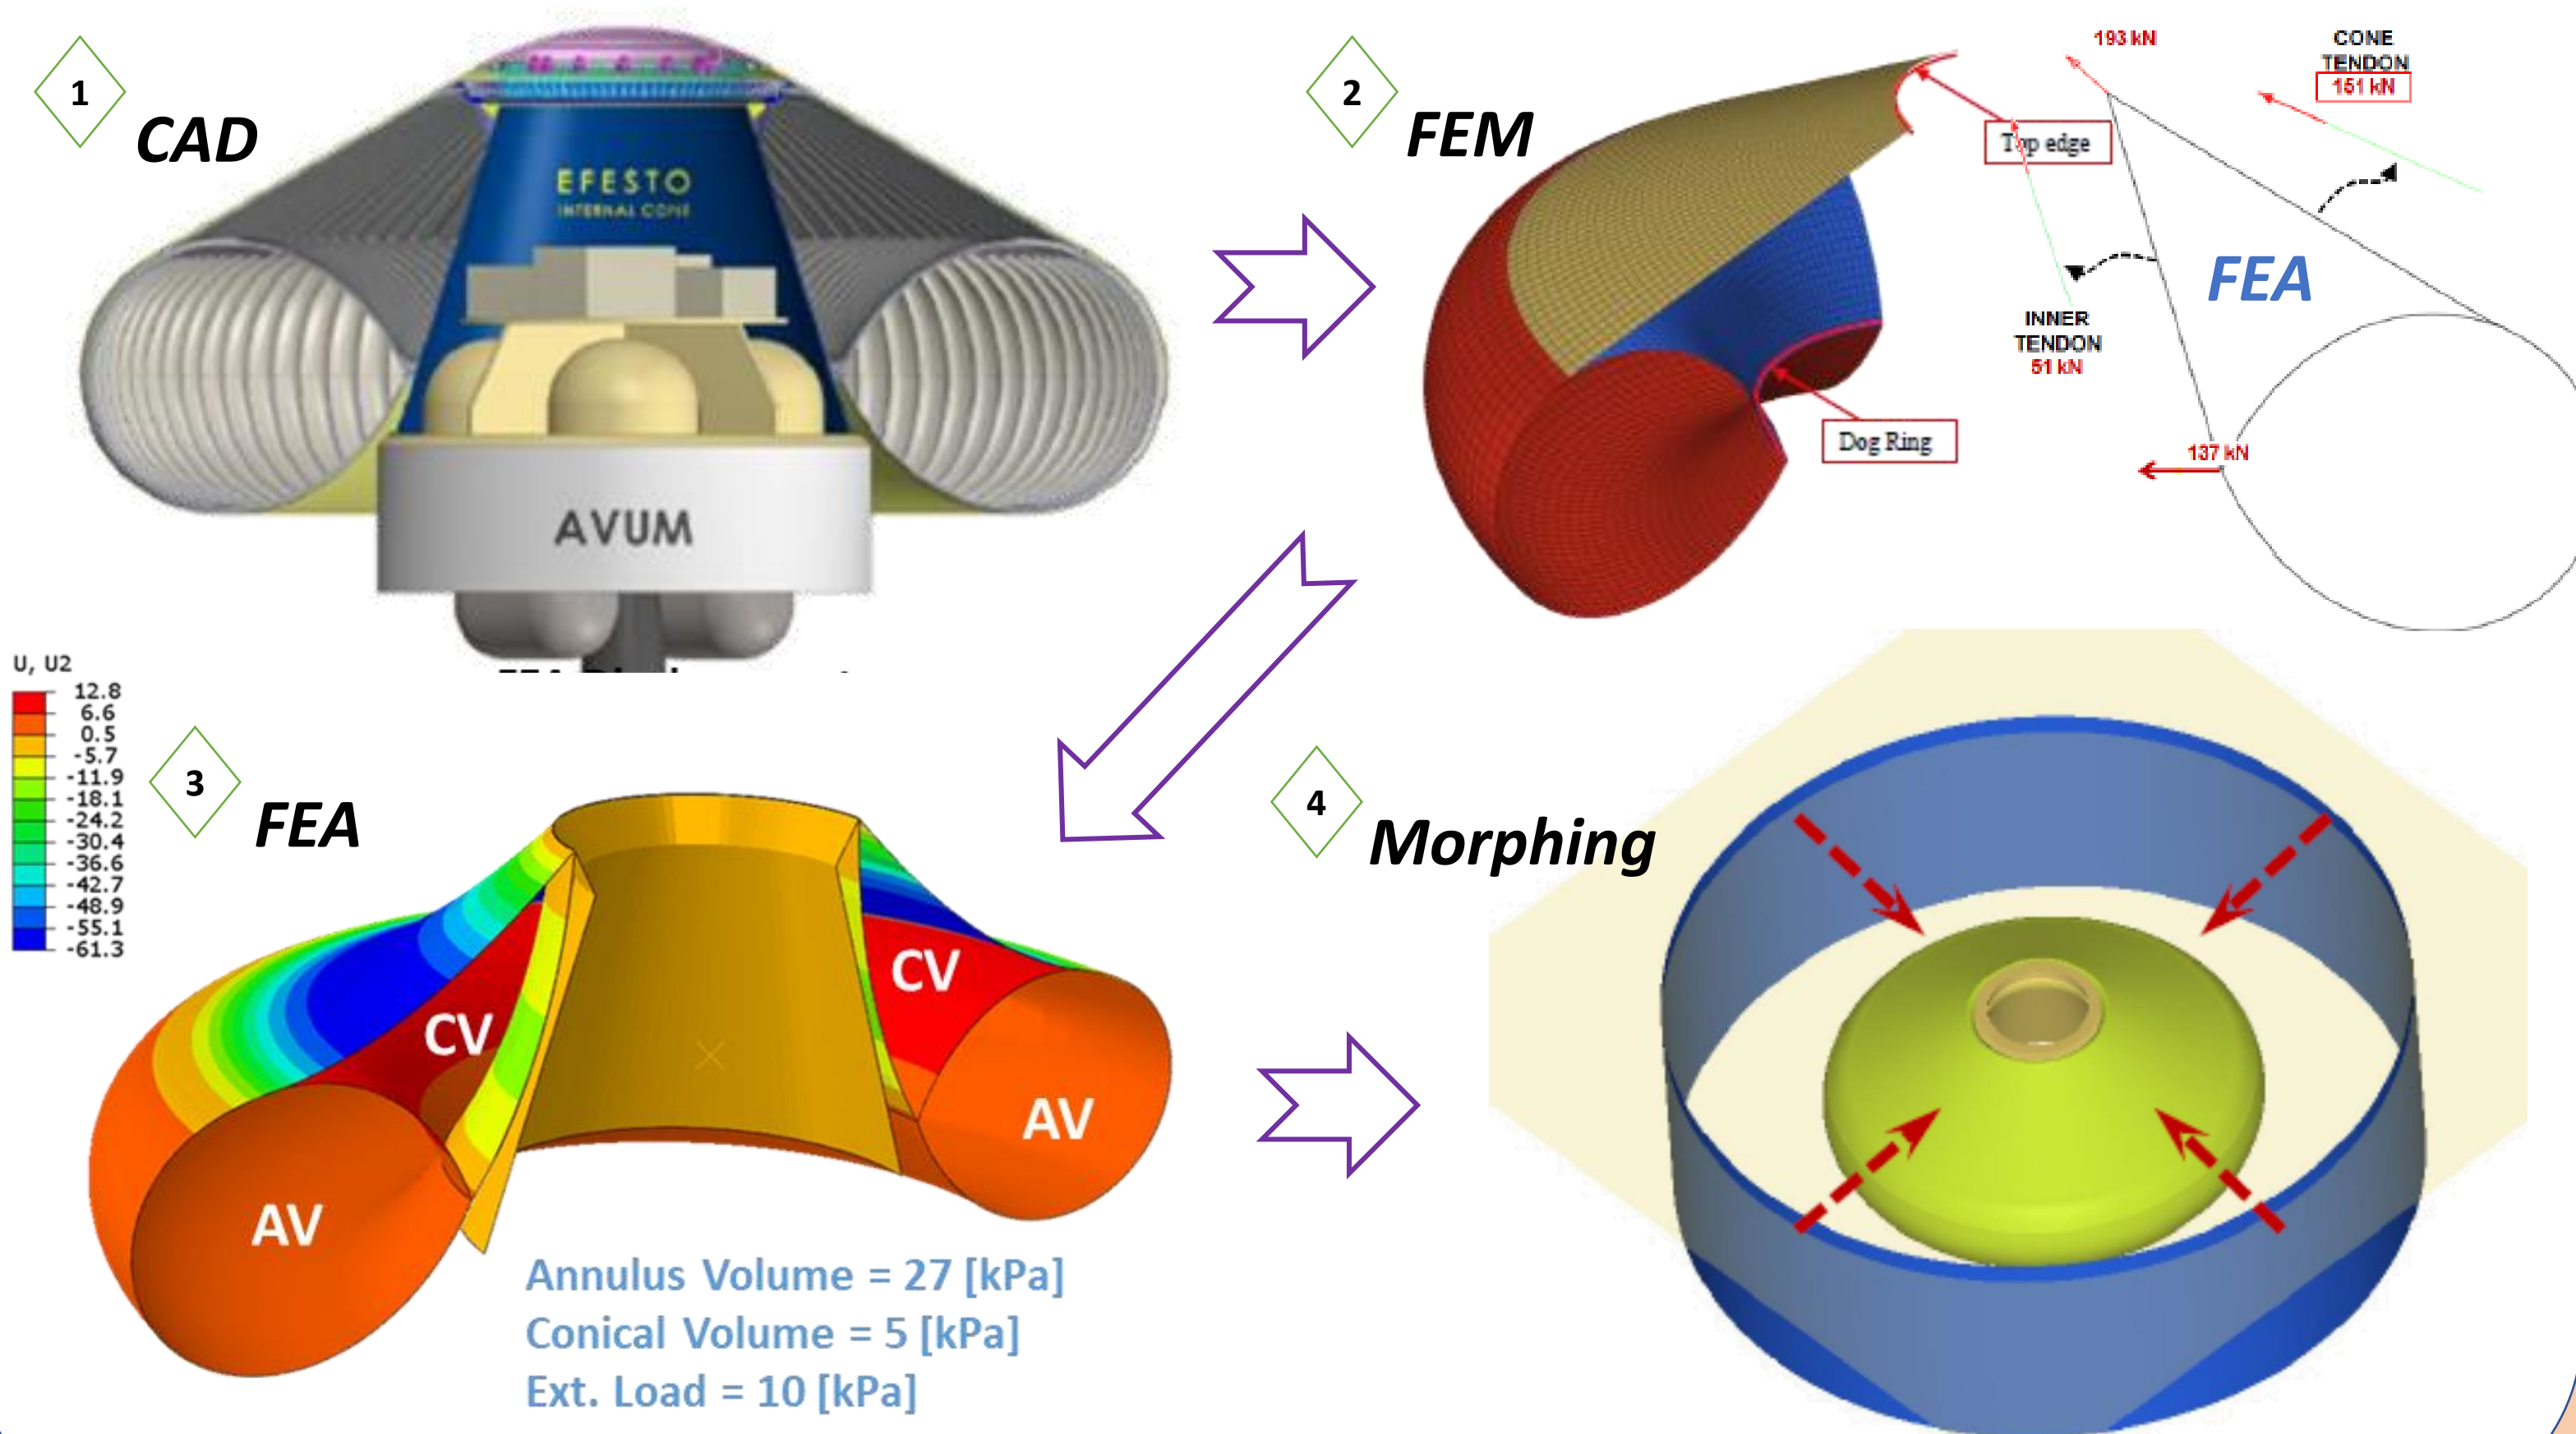 1
CAD
EFESTO
INTERNAL CONE
AVUM
2
FEM
Top edge
Dog Ring
193 kN
CONE
TENDON
151 kN
FEA
INNER
TENDON
51 kN
137 kN
U, U2
12.8
6.6
0.5
-5.7
-11.9
-18.1
-24.2
-30.4
-36.6
-42.7
-48.9
-55.1
-61.3
3
FEA
CV
CV
AV
AV
Annulus Volume = 27 [kPa]
Conical Volume = 5 [kPa]
Ext. Load = 10 [kPa]
4
Morphing